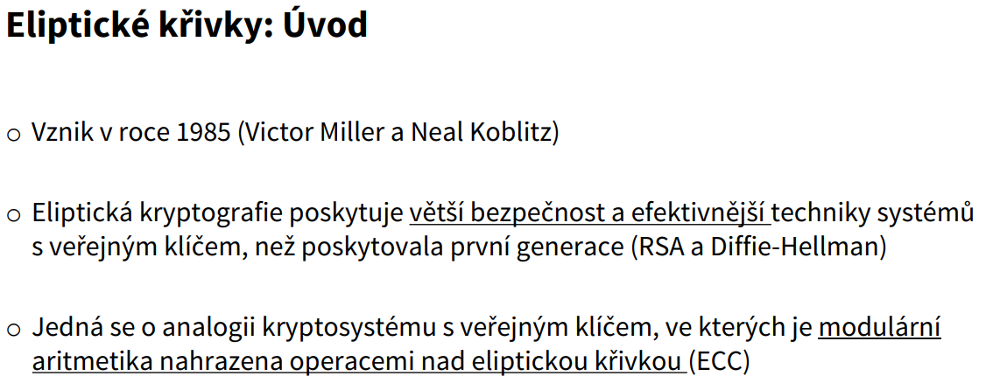 Eliptické křivky: Úvod
○ Vznik v roce 1985 (Victor Miller a Neal Koblitz)
○ Eliptická kryptografie poskytuje větší bezpečnost a efektivnější techniky systémů
s veřejným klíčem, než poskytovala první generace (RSA a Diffie-Hellman)
○ Jedná se o analogii kryptosystému s veřejným klíčem, ve kterých je modulární
aritmetika nahrazena operacemi nad eliptickou křivkou (ECC)